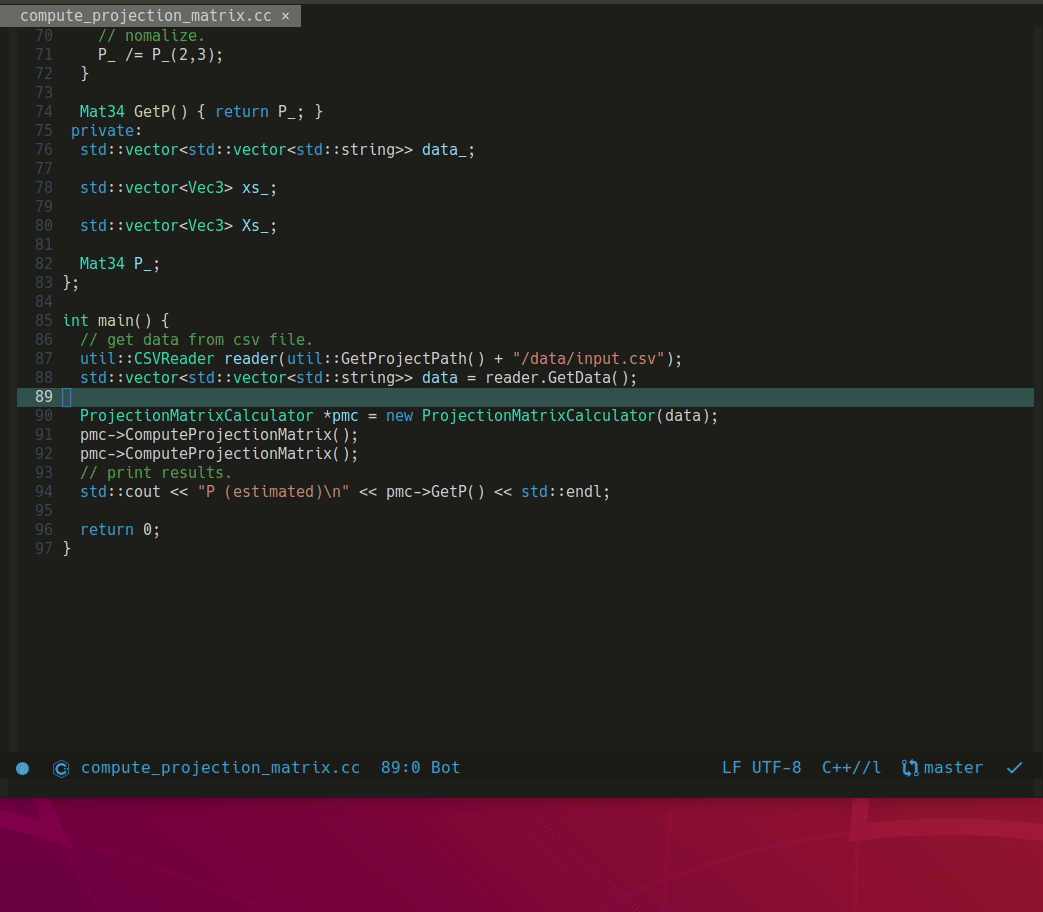 compute_projection_matrix.cc ×
70 // nomalize.
71 P_ /= P_(2,3);
72 }
73
74 Mat34 GetP() { return P_; }
75 private:
76 std::vector<std::vector<std::string>> data_;
77
78 std::vector<Vec3> xs_;
79
80 std::vector<Vec3> Xs_;
81
82 Mat34 P_;
83 };
84
85 int main() {
86 // get data from csv file.
87 util::CSVReader reader(util::GetProjectPath() + "/data/input.csv");
88 std::vector<std::vector<std::string>> data = reader.GetData();
89
90 ProjectionMatrixCalculator *pmc = new ProjectionMatrixCalculator(data);
91 pmc->ComputeProjectionMatrix();
92 pmc->ComputeProjectionMatrix();
93 // print results.
94 std::cout << "P (estimated)\n" << pmc->GetP() << std::endl;
95
96 return 0;
97 }
compute_projection_matrix.cc 89:0 Bot LF UTF-8 C++//l master